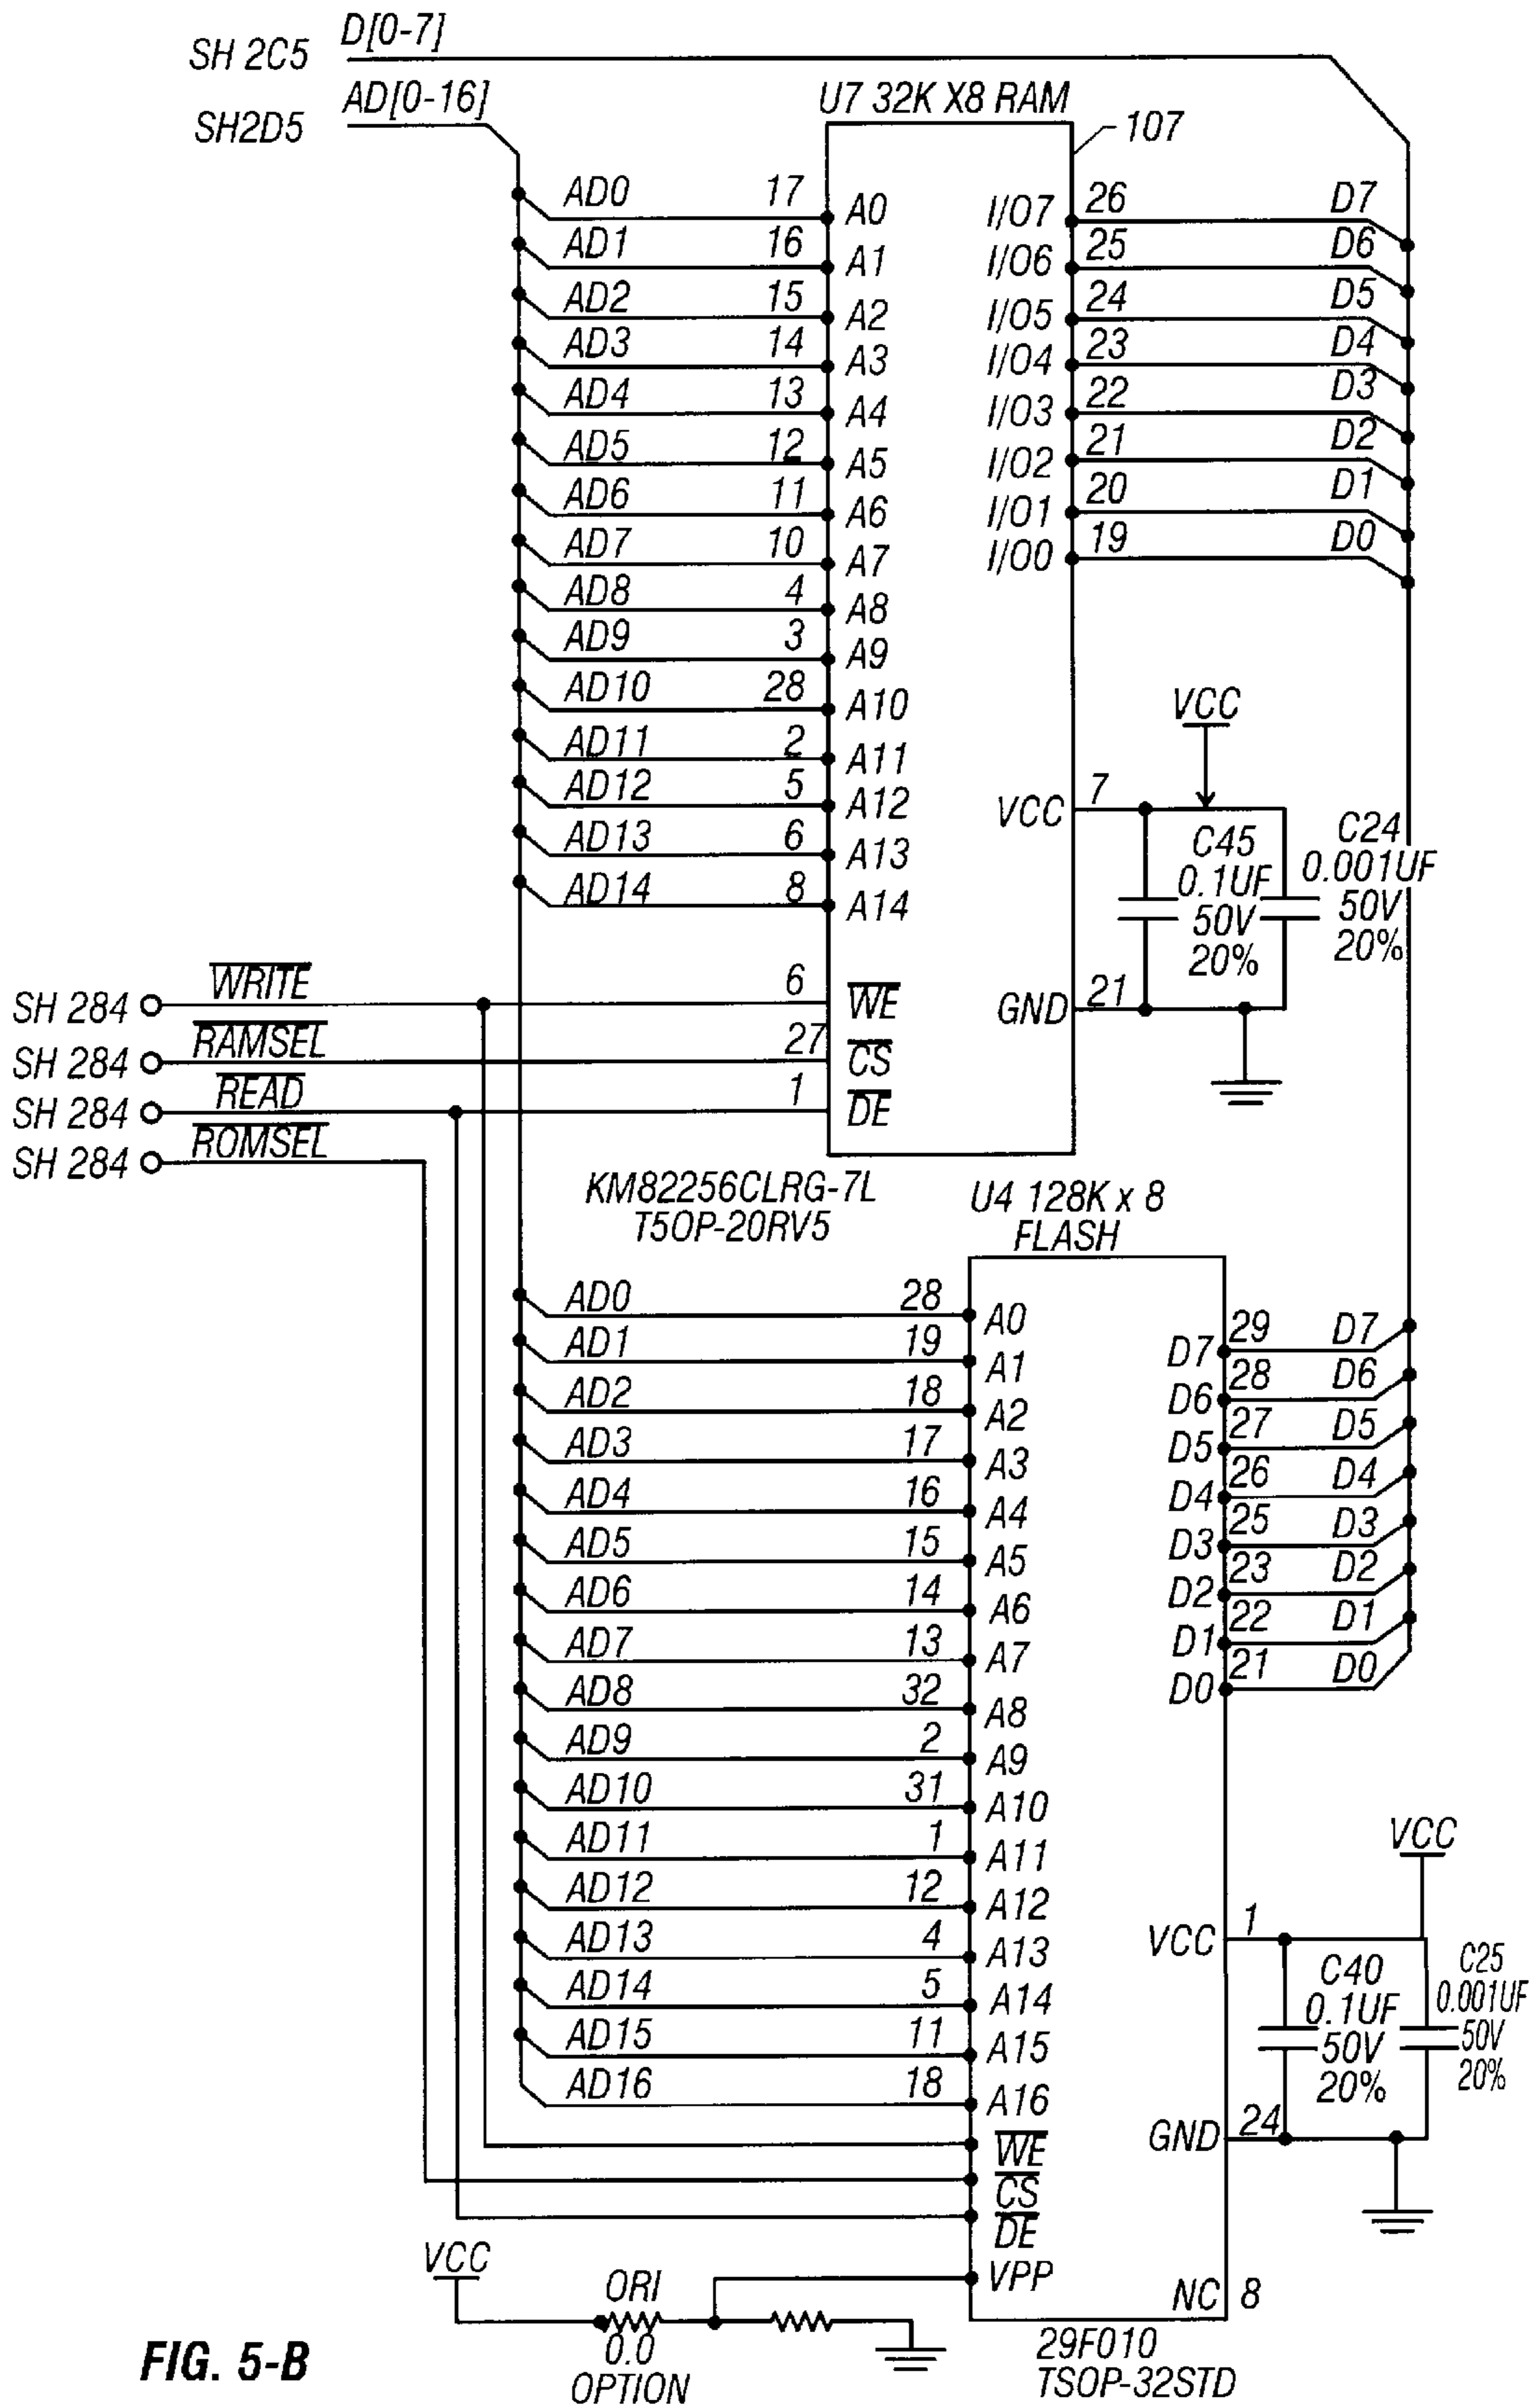 SH 2C5 D[0-7]
SH2D5 AD[0-16]
U7 32K X8 RAM
107
AD0 17 A0 I/O7 26 D7
AD1 16 A1 I/O6 25 D6
AD2 15 A2 I/O5 24 D5
AD3 14 A3 I/O4 23 D4
AD4 13 A4 I/O3 22 D3
AD5 12 A5 I/O2 21 D2
AD6 11 A6 I/O1 20 D1
AD7 10 A7 I/O0 19 D0
AD8 4 A8
AD9 3 A9
AD10 28 A10
AD11 2 A11
AD12 5 A12
AD13 6 A13
AD14 8 A14
VCC
VCC 7
C45
0.1UF
50V
20%
C24
0.001UF
50V
20%
GND 21
SH 284 WRITE 6 WE
SH 284 RAMSEL 27 CS
SH 284 READ 1 DE
SH 284 ROMSEL
KM82256CLRG-7L
T5OP-20RV5
U4 128K x 8
FLASH
AD0 28 A0
AD1 19 A1
AD2 18 A2
AD3 17 A3
AD4 16 A4
AD5 15 A5
AD6 14 A6
AD7 13 A7
AD8 32 A8
AD9 2 A9
AD10 31 A10
AD11 1 A11
AD12 12 A12
AD13 4 A13
AD14 5 A14
AD15 11 A15
AD16 18 A16
WE
CS
DE
VPP
D7 29 D7
D6 28 D6
D5 27 D5
D4 26 D4
D3 25 D3
D2 23 D2
D1 22 D1
D0 21 D0
VCC
VCC 1
C40
0.1UF
50V
20%
C25
0.001UF
50V
20%
GND 24
NC 8
VCC
ORI
0.0
OPTION
29F010
TSOP-32STD
FIG. 5-B